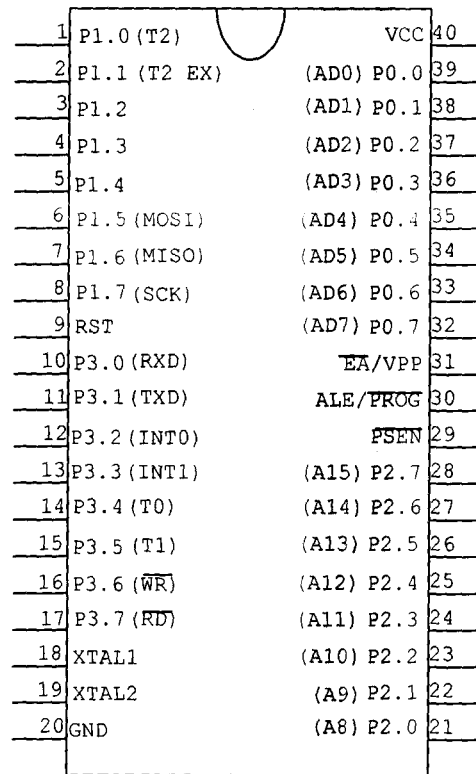 1 P1.0(T2) VCC 40
2 P1.1(T2 EX) (AD0) P0.0 39
3 P1.2 (AD1) P0.1 38
4 P1.3 (AD2) P0.2 37
5 P1.4 (AD3) P0.3 36
6 P1.5(MOSI) (AD4) P0.4 35
7 P1.6(MISO) (AD5) P0.5 34
8 P1.7(SCK) (AD6) P0.6 33
9 RST (AD7) P0.7 32
10 P3.0(RXD) E̅A̅/VPP 31
11 P3.1(TXD) ALE/P̅R̅O̅G̅ 30
12 P3.2(INT0) P̅S̅E̅N̅ 29
13 P3.3(INT1) (A15) P2.7 28
14 P3.4(T0) (A14) P2.6 27
15 P3.5(T1) (A13) P2.5 26
16 P3.6(W̅R̅) (A12) P2.4 25
17 P3.7(R̅D̅) (A11) P2.3 24
18 XTAL1 (A10) P2.2 23
19 XTAL2 (A9) P2.1 22
20 GND (A8) P2.0 21